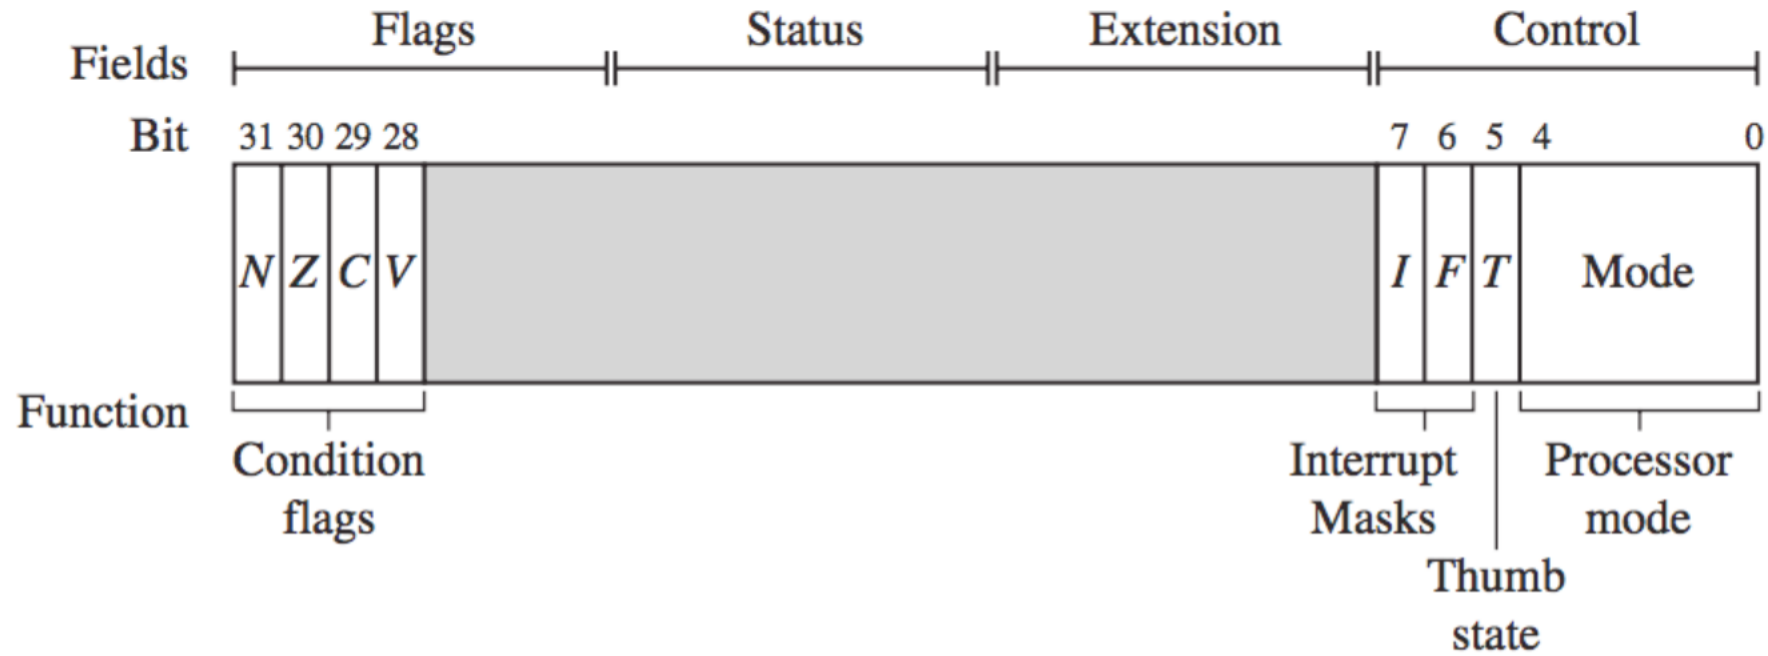 Flags Status Extension Control
Fields
Bit 31 30 29 28 7 6 5 4 0
N Z C V I F T Mode
Function
Condition
flags
Interrupt
Masks
Processor
mode
Thumb
state